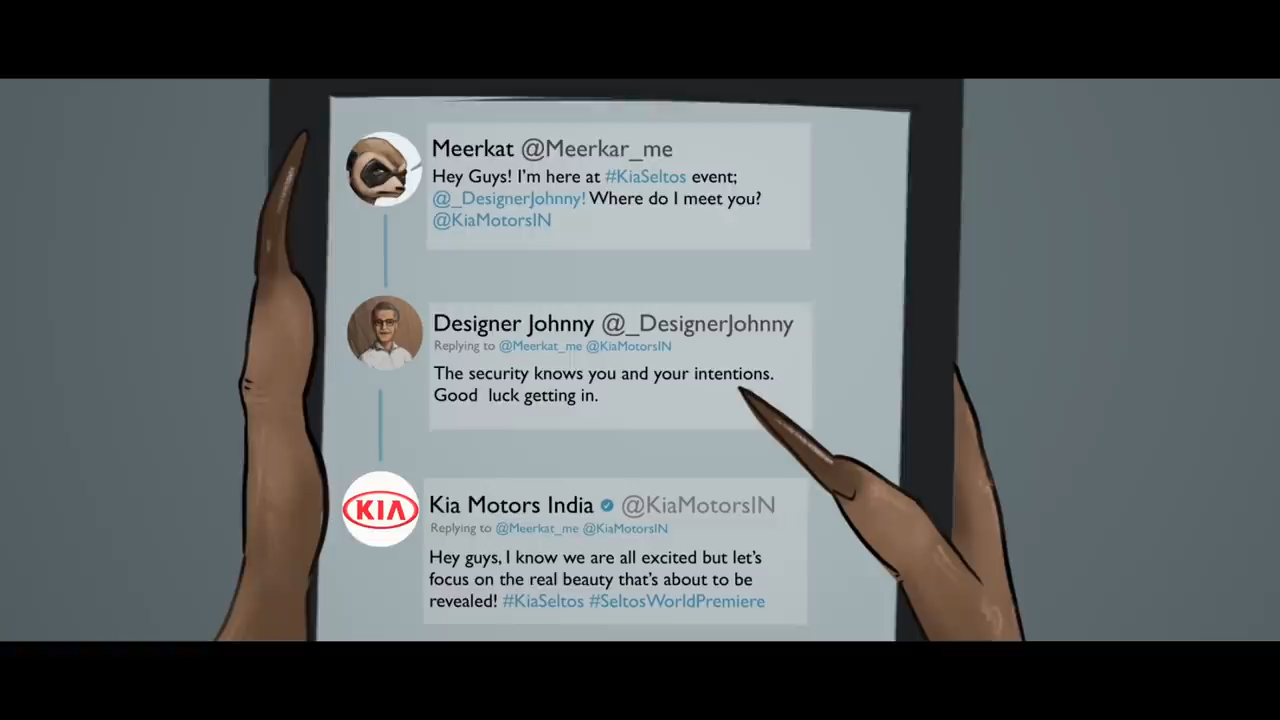 Meerkat @Meerkar_me
Hey Guys! I'm here at #KiaSeltos event;
@_DesignerJohnny! Where do I meet you?
@KiaMotorsIN
Designer Johnny @_DesignerJohnny
Replying to @Meerkat_me @KiaMotorsIN
The security knows you and your intentions.
Good luck getting in.
KIA
Kia Motors India @KiaMotorsIN
Replying to @Meerkat_me @KiaMotorsIN
Hey guys, I know we are all excited but let's
focus on the real beauty that's about to be
revealed! #KiaSeltos #SeltosWorldPremiere